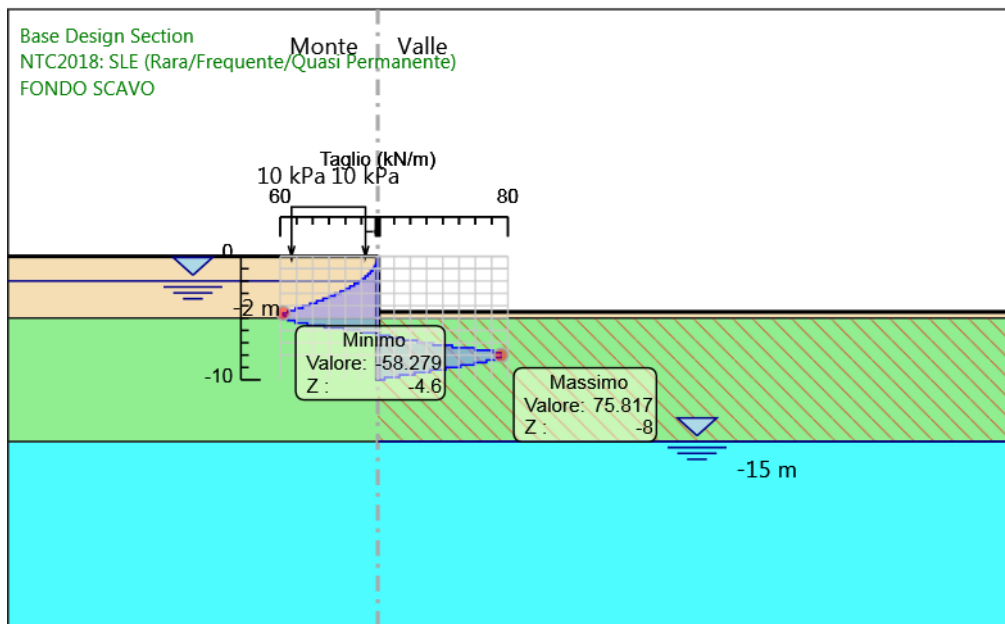 Base Design Section
Monte Valle
NTC2018: SLE (Rara/Frequente/Quasi Permanente)
FONDO SCAVO
Taglio (kN/m)
10 kPa 10 kPa
60 80
0
-2 m
Minimo
Valore: -58.279
Z : -4.6
-10
Massimo
Valore: 75.817
Z : -8
-15 m